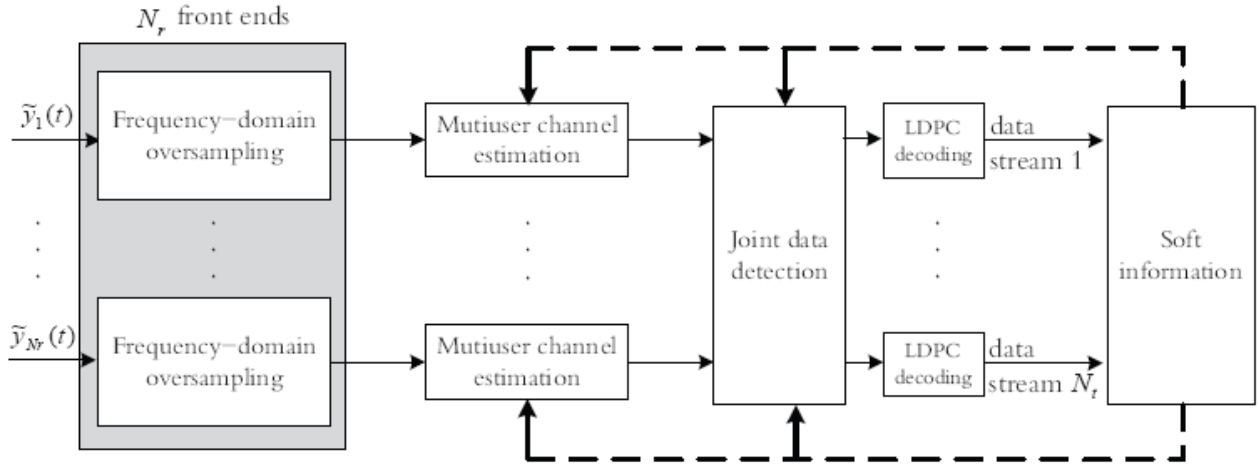 N_r front ends
ỹ_1(t)
Frequency-domain
oversampling
Mutiuser channel
estimation
LDPC
decoding
data
stream 1
Joint data
detection
Soft
information
ỹ_Nr(t)
Frequency-domain
oversampling
Mutiuser channel
estimation
LDPC
decoding
data
stream N_t